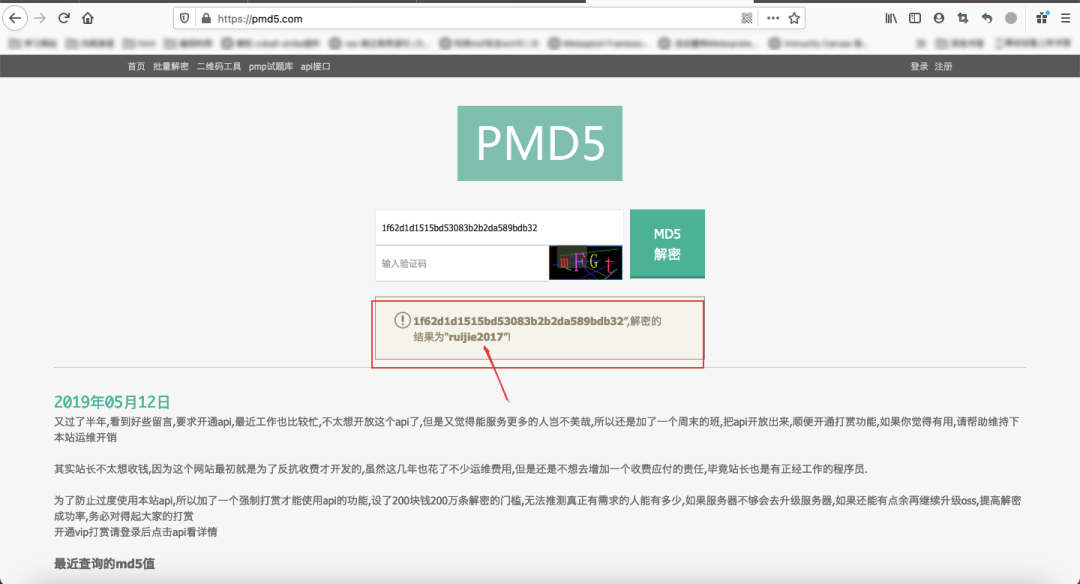 https://pmd5.com
首页 批量解密 二维码工具 pmp试题库 api接口 登录 注册
PMD5
1f62d1d1515bd53083b2b2da589bdb32
MD5
解密
输入验证码
mFGt
1f62d1d1515bd53083b2b2da589bdb32",解密的
结果为"ruijie2017"!
2019年05月12日
又过了半年,看到好些留言,要求开通api,最近工作也比较忙,不太想开放这个api了,但是又觉得能服务更多的人岂不美哉,所以还是加了一个周末的班,把api开放出来,顺便开通打赏功能,如果你觉得有用,请帮助维持下
本站运维开销
其实站长不太想收钱,因为这个网站最初就是为了反抗收费才开发的,虽然这几年也花了不少运维费用,但是还是不想去增加一个收费应付的责任,毕竟站长也是有正经工作的程序员.
为了防止过度使用本站api,所以加了一个强制打赏才能使用api的功能,设了200块钱200万条解密的门槛,无法推测真正有需求的人能有多少,如果服务器不够会去升级服务器,如果还能有点余再继续升级oss,提高解密
成功率,务必对得起大家的打赏
开通vip打赏请登录后点击api看详情
最近查询的md5值